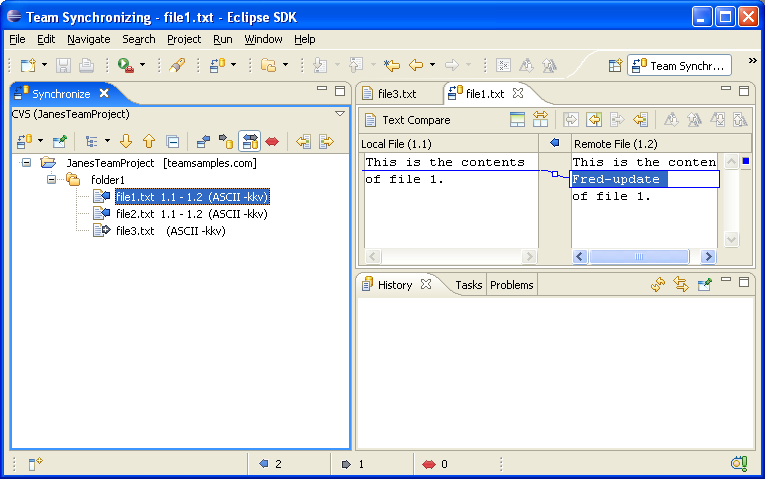 Team Synchronizing - file1.txt - Eclipse SDK
File Edit Navigate Search Project Run Window Help
Team Synchr...
Synchronize
CVS (JanesTeamProject)
JanesTeamProject [teamsamples.com]
folder1
file1.txt 1.1 - 1.2 (ASCII -kkv)
file2.txt 1.1 - 1.2 (ASCII -kkv)
file3.txt (ASCII -kkv)
file3.txt file1.txt
Text Compare
Local File (1.1) Remote File (1.2)
This is the contents This is the conten
Fred-update
of file 1. of file 1.
History Tasks Problems
2 1 0